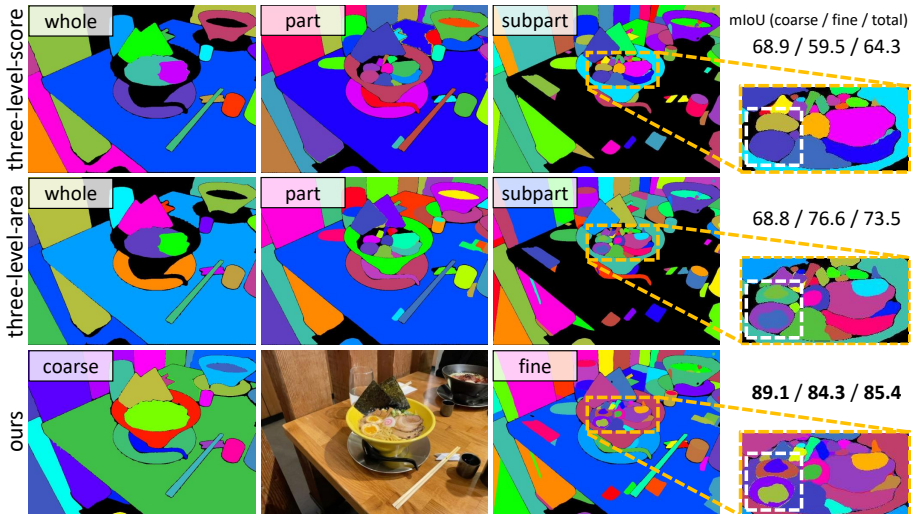 whole
part
subpart
mIoU (coarse / fine / total)
68.9 / 59.5 / 64.3
three-level-score
whole
part
subpart
68.8 / 76.6 / 73.5
three-level-area
coarse
fine
89.1 / 84.3 / 85.4
ours